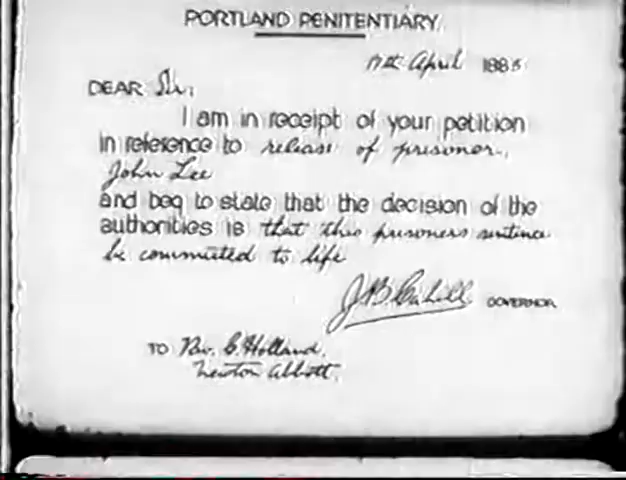 PORTLAND PENITENTIARY
17th April 1885
DEAR Sir,
I am in receipt of your petition
in reference to release of prisoner,
John Lee
and beg to state that the decision of the
authorities is that this prisoners sentence
be commuted to life
GOVERNOR
TO Rev. C. Holland,
Newton Abbott.